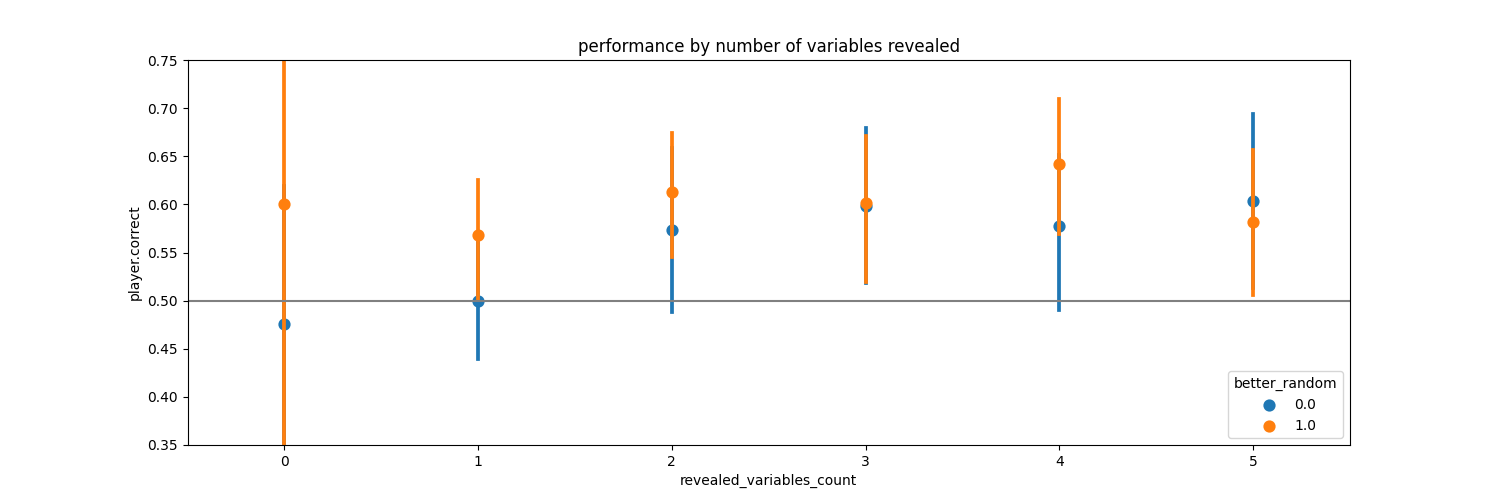 performance by number of variables revealed
player.correct
0.75
0.70
0.65
0.60
0.55
0.50
0.45
0.40
0.35
better_random
0.0
1.0
0 1 2 3 4 5
revealed_variables_count